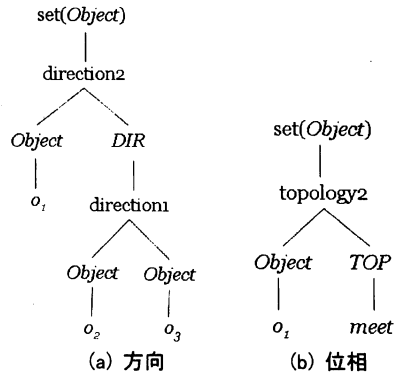 set(Object)
direction2
Object DIR
o₁ direction1
Object Object
o₂ o₃
(a) 方向
set(Object)
topology2
Object TOP
o₁ meet
(b) 位相